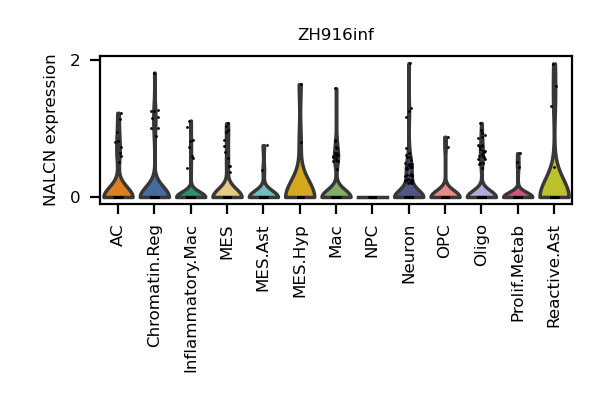 ZH916inf
NALCN expression
2
0
AC
Chromatin.Reg
Inflammatory.Mac
MES
MES.Ast
MES.Hyp
Mac
NPC
Neuron
OPC
Oligo
Prolif.Metab
Reactive.Ast